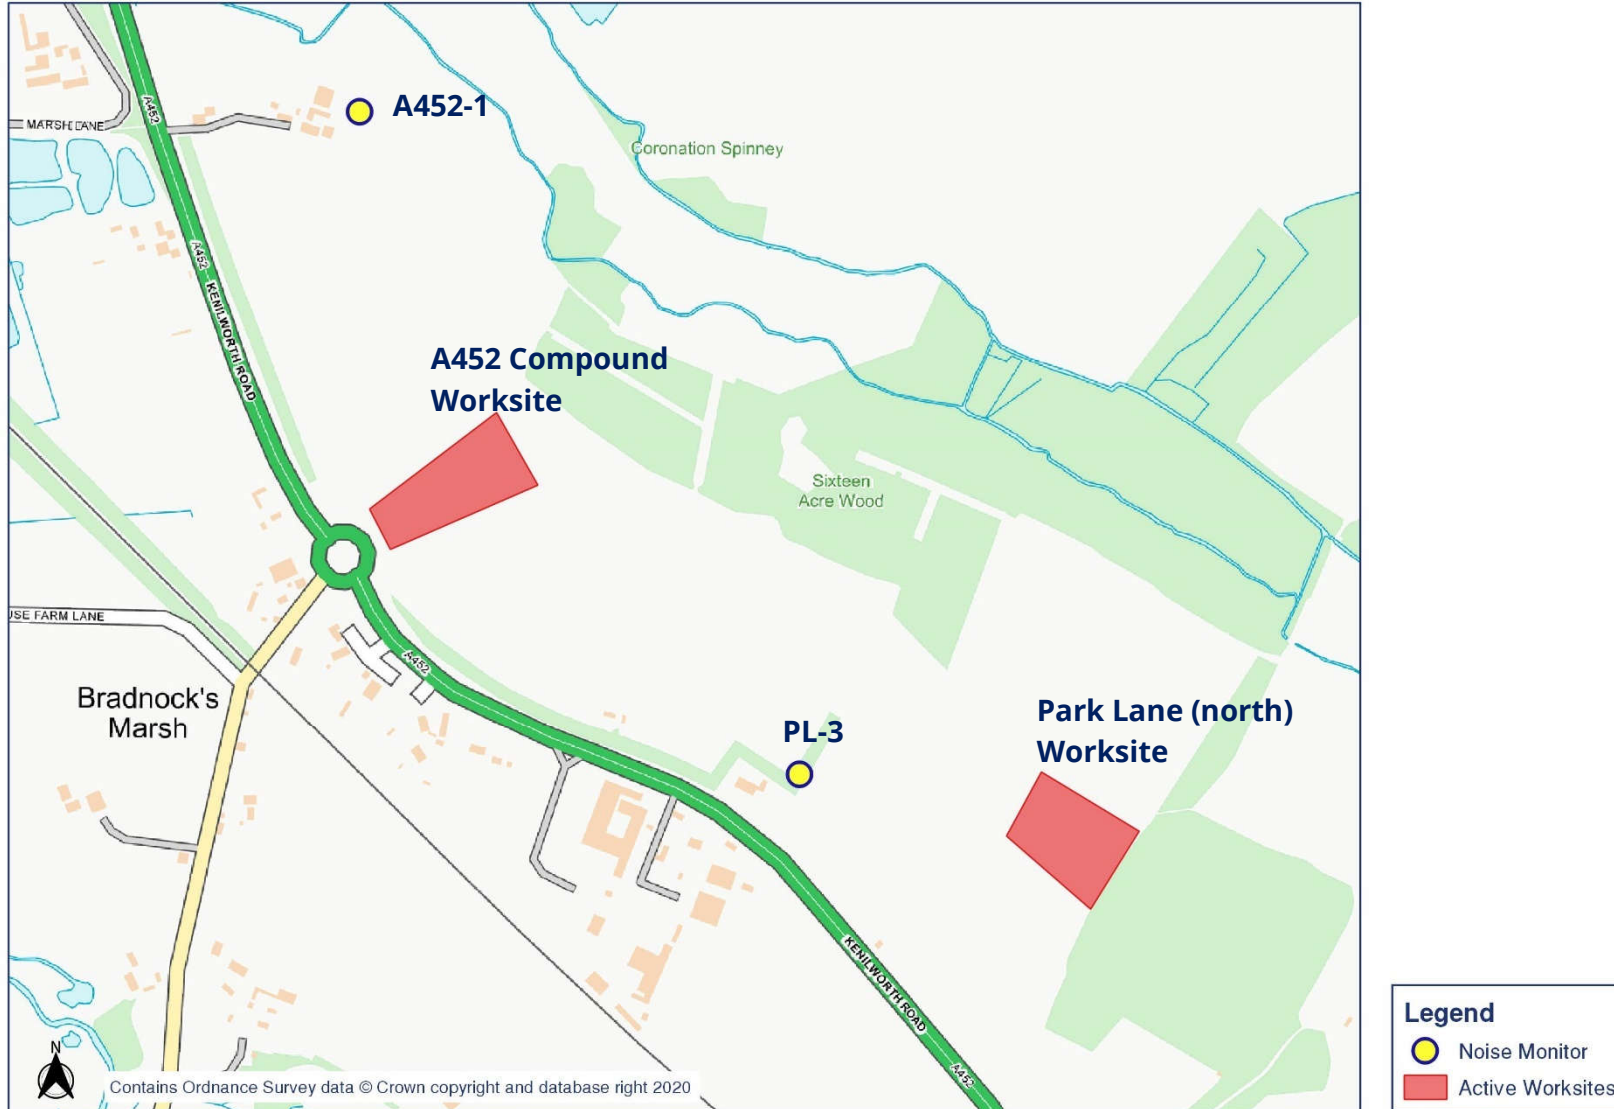 A452
A452-1
MARSH LANE
Coronation Spinney
A452
KENILWORTH ROAD
A452 Compound
Worksite
Sixteen
Acre Wood
USE FARM LANE
A452
Bradnock's
Marsh
PL-3
Park Lane (north)
Worksite
KENILWORTH ROAD
A452
N
Contains Ordnance Survey data © Crown copyright and database right 2020
Legend
Noise Monitor
Active Worksites